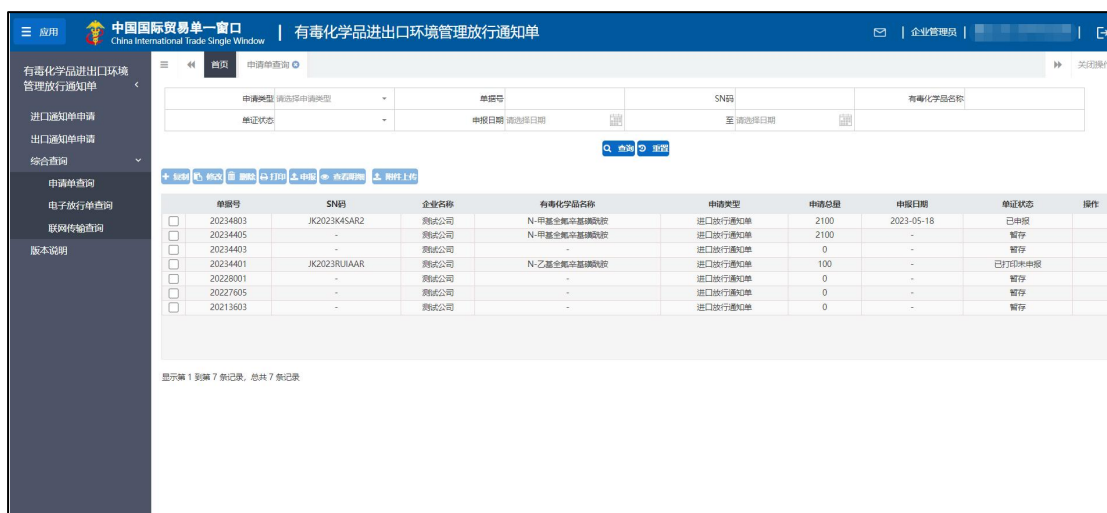 应用 中国国际贸易单一窗口 | 有毒化学品进出口环境管理放行通知单 | 企业管理员 |
China International Trade Single Window
有毒化学品进出口环境管理放行通知单
首页 申请单查询 关闭操作
进口通知单申请
出口通知单申请
综合查询
申请单查询
电子放行单查询
联网传输查询
版本说明
申请类型 请选择申请类型 单据号 SN码 有毒化学品名称
单证状态 申报日期 请选择日期 至 请选择日期
查询 重置
复制 修改 删除 打印 申报 查看明细 附件上传
单据号 SN码 企业名称 有毒化学品名称 申请类型 申请总量 申报日期 单证状态 操作
20234803 JK2023K4SAR2 测试公司 N-甲基全氟辛基磺酰胺 进口放行通知单 2100 2023-05-18 已申报
20234405 - 测试公司 N-甲基全氟辛基磺酰胺 进口放行通知单 2100 - 暂存
20234403 - 测试公司 - 进口放行通知单 0 - 暂存
20234401 JK2023RUIAAR 测试公司 N-乙基全氟辛基磺酰胺 进口放行通知单 100 - 已打印未申报
20228001 - 测试公司 - 进口放行通知单 0 - 暂存
20227605 - 测试公司 - 进口放行通知单 0 - 暂存
20213603 - 测试公司 - 进口放行通知单 0 - 暂存
显示第 1 到第 7 条记录，总共 7 条记录